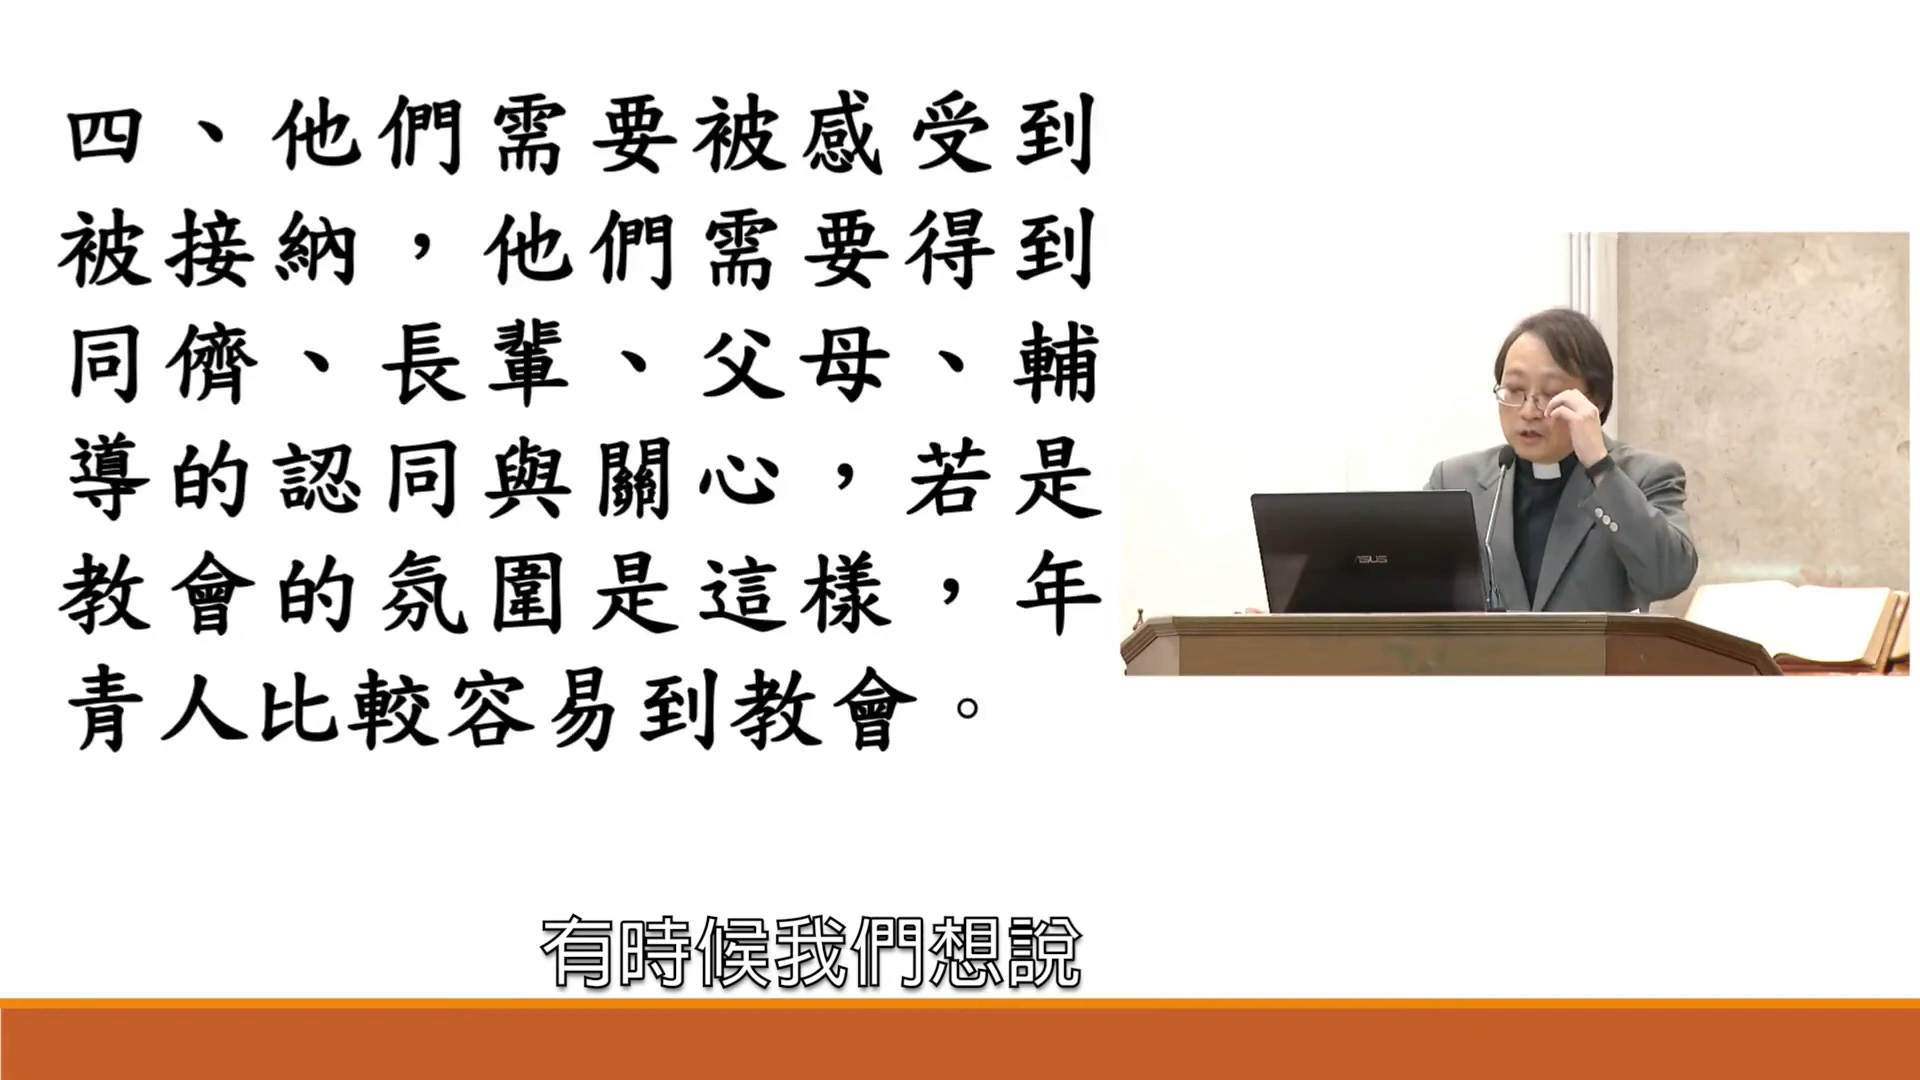 四、他們需要被感受到
被接納，他們需要得到
同儕、長輩、父母、輔
導的認同與關心，若是
教會的氛圍是這樣，年
青人比較容易到教會。
ASUS
有時候我們想說